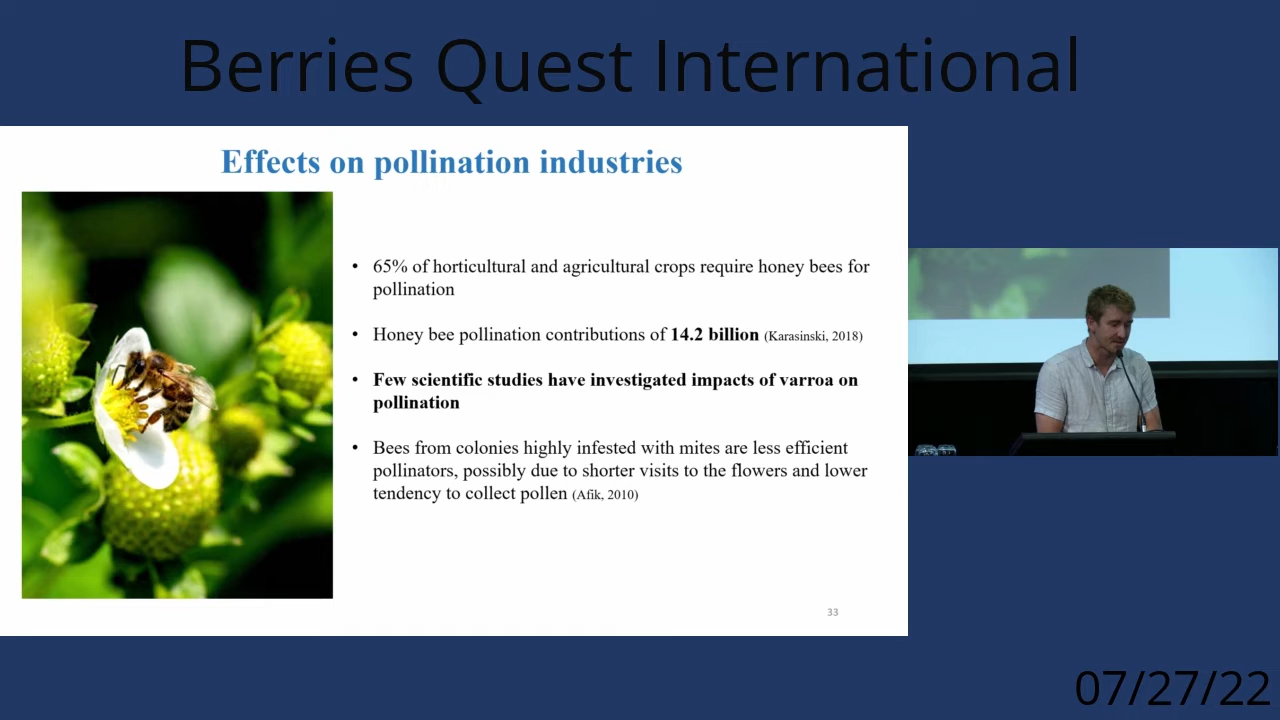 Berries Quest International
Effects on pollination industries
• 65% of horticultural and agricultural crops require honey bees for
pollination
• Honey bee pollination contributions of 14.2 billion (Karasinski, 2018)
• Few scientific studies have investigated impacts of varroa on
pollination
• Bees from colonies highly infested with mites are less efficient
pollinators, possibly due to shorter visits to the flowers and lower
tendency to collect pollen (Afik, 2010)
33
07/27/22